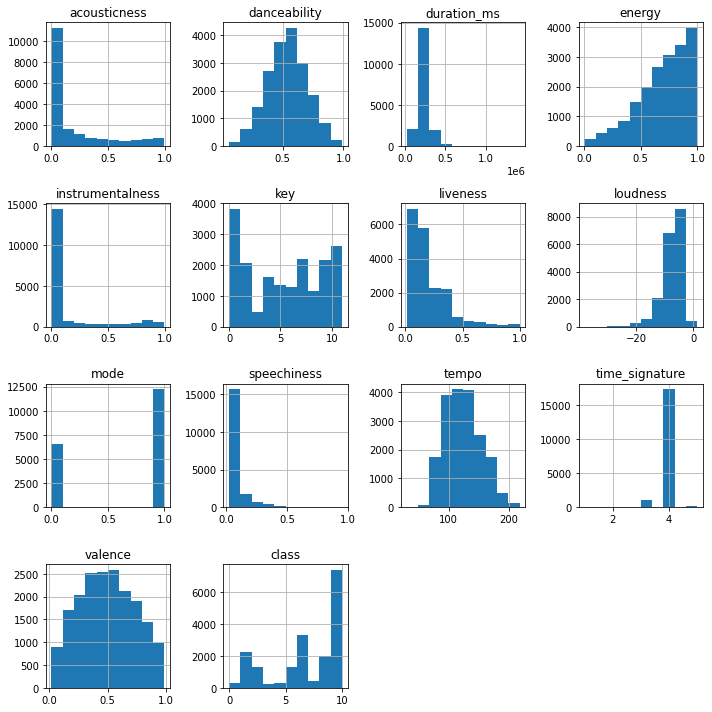 acousticness danceability duration_ms energy
10000 8000 6000 4000 2000 0
0.0 0.5 1.0
4000 3000 2000 1000 0
0.5 1.0
15000 10000 5000 0
0.5 1.0
1e6
4000 3000 2000 1000 0
0.0 0.5 1.0
instrumentalness key liveness loudness
15000 10000 5000 0
0.0 0.5 1.0
4000 3000 2000 1000 0
0 5 10
6000 4000 2000 0
0.0 0.5 1.0
8000 6000 4000 2000 0
−20 0
mode speechiness tempo time_signature
12500 10000 7500 5000 2500 0
0.0 0.5 1.0
15000 10000 5000 0
0.0 0.5 1.0
4000 3000 2000 1000 0
100 200
15000 10000 5000 0
2 4
valence class
2500 2000 1500 1000 500 0
0.0 0.5 1.0
6000 4000 2000 0
0 5 10